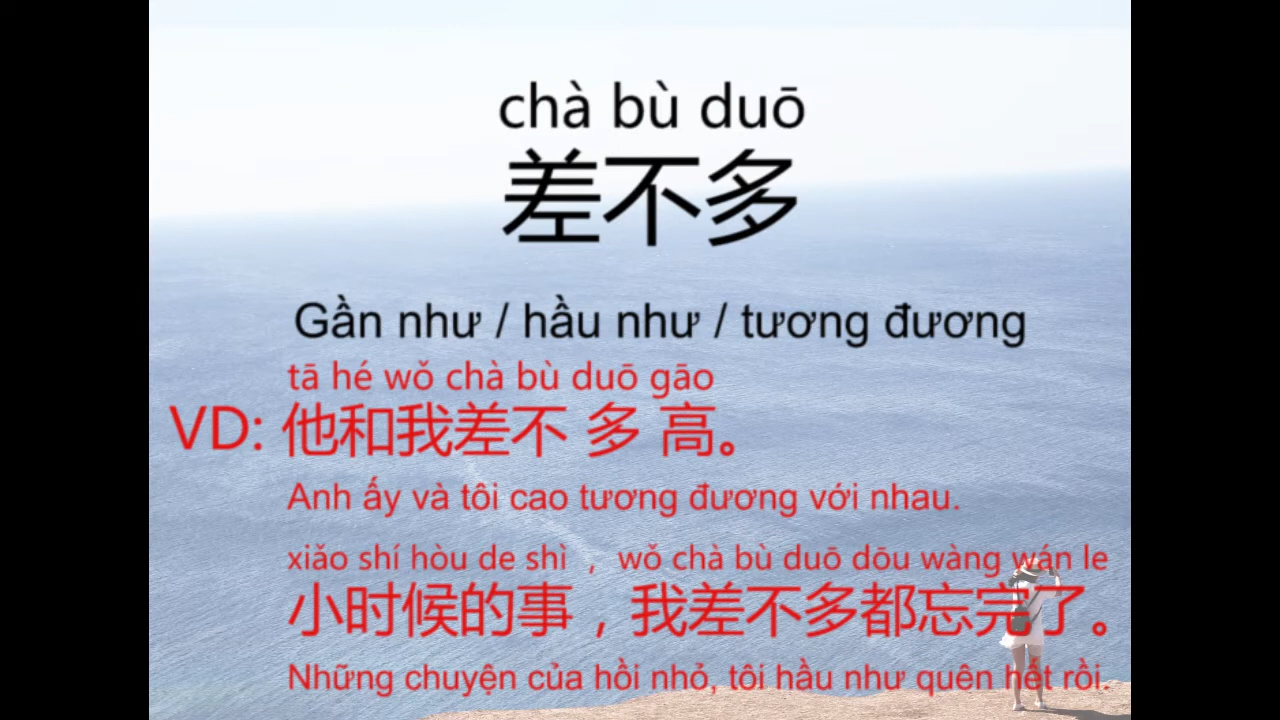 chà bù duō
差不多
Gần như / hầu như / tương đương
tā hé wǒ chà bù duō gāo
VD: 他和我差不 多 高。
Anh ấy và tôi cao tương đương với nhau.
xiǎo shí hòu de shì ，wǒ chà bù duō dōu wàng wán le
小时候的事，我差不多都忘完了。
Những chuyện của hồi nhỏ, tôi hầu như quên hết rồi.